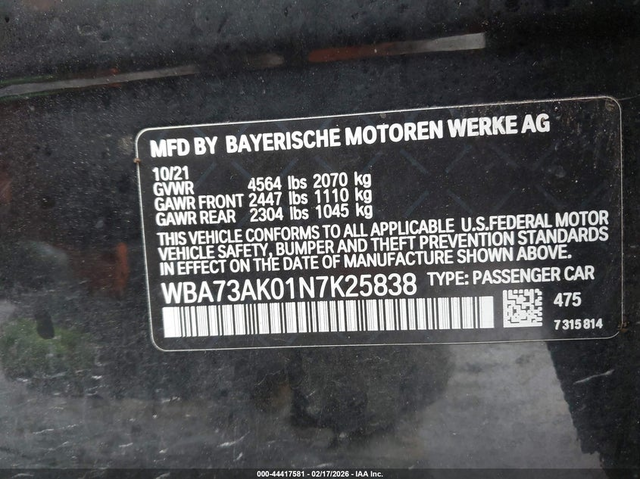 MFD BY BAYERISCHE MOTOREN WERKE AG
10/21
GVWR 4564 lbs 2070 kg
GAWR FRONT 2447 lbs 1110 kg
GAWR REAR 2304 lbs 1045 kg
THIS VEHICLE CONFORMS TO ALL APPLICABLE U.S.FEDERAL MOTOR
VEHICLE SAFETY, BUMPER AND THEFT PREVENTION STANDARDS
IN EFFECT ON THE DATE OF MANUFACTURE SHOWN ABOVE.
WBA73AK01N7K25838 TYPE: PASSENGER CAR
475
7315814
000-44417581 - 02/17/2026 - IAA Inc.